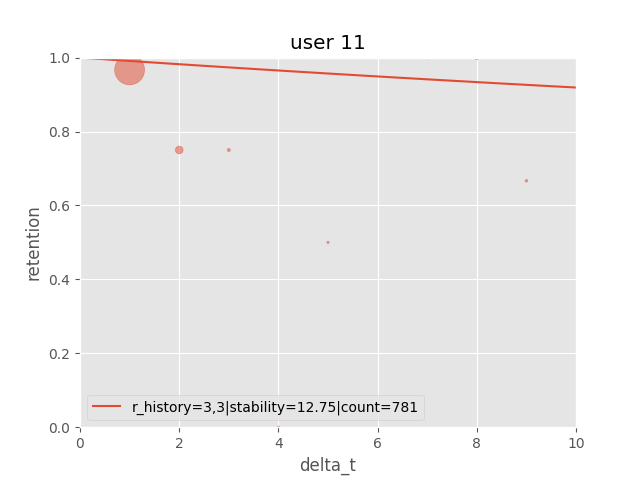 user 11
retention
1.0
0.8
0.6
0.4
0.2
0.0
r_history=3,3|stability=12.75|count=781
0 2 4 6 8 10
delta_t